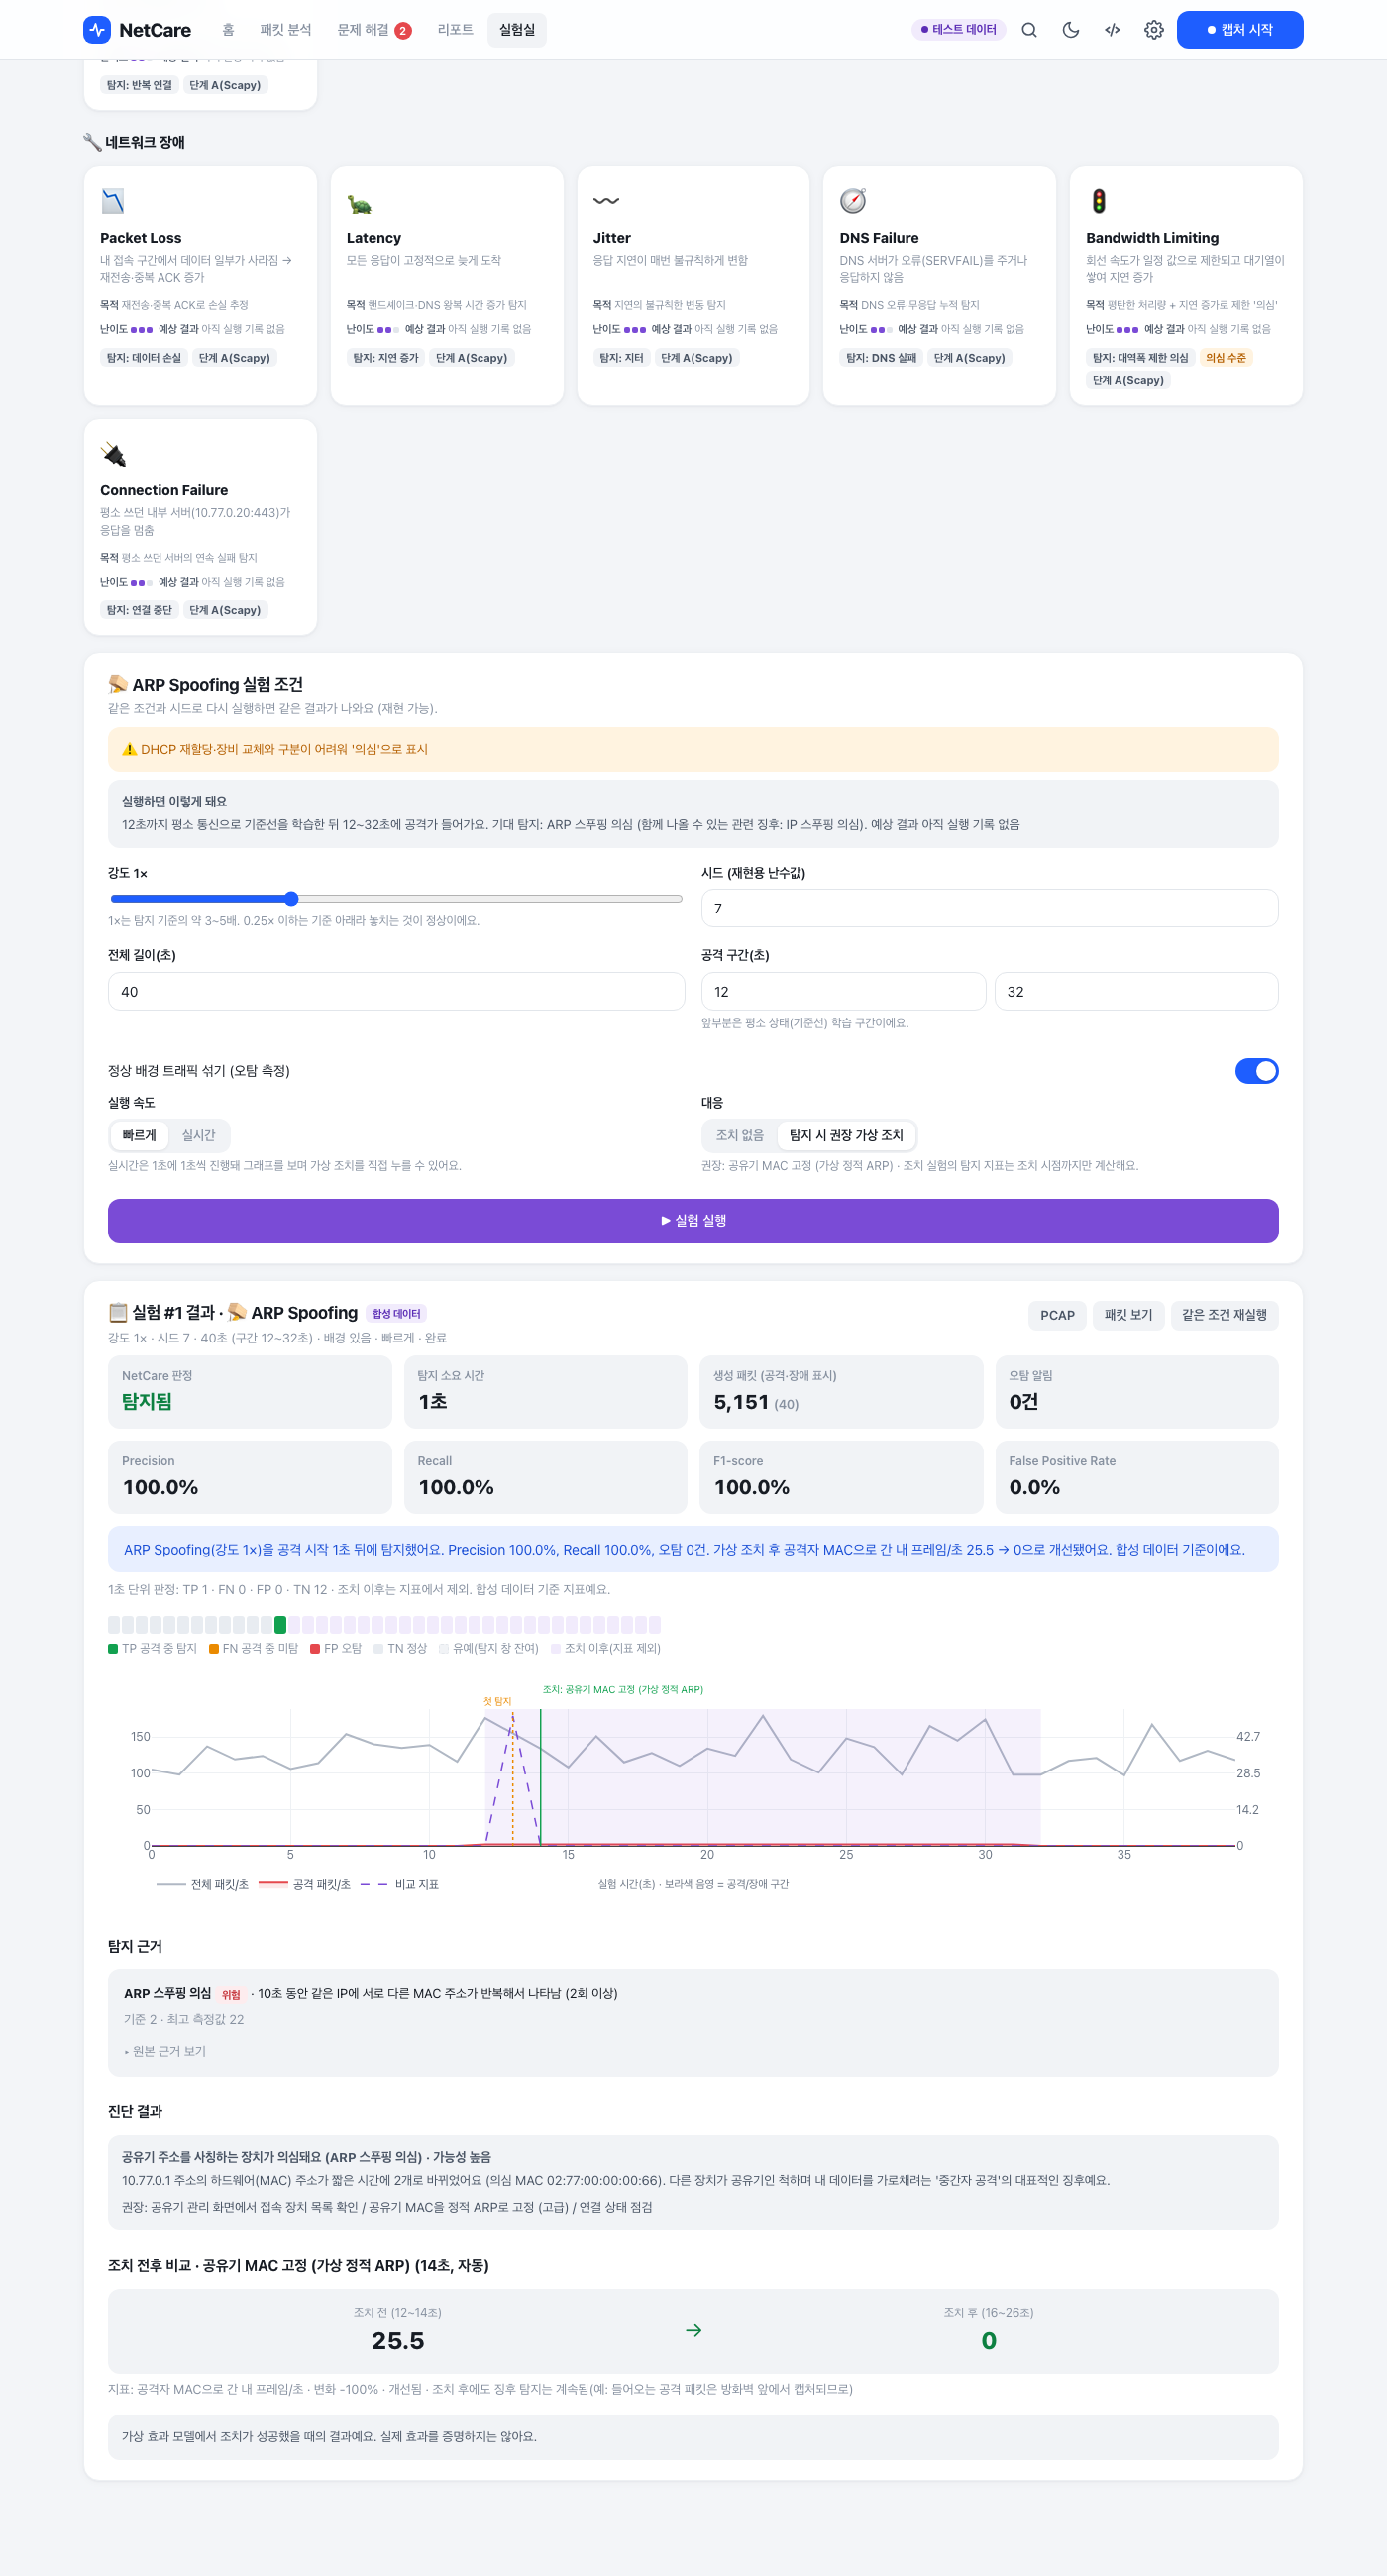 NetCare 홈 패킷 분석 문제 해결 2 리포트 실험실 테스트 데이터 캡처 시작
탐지: 반복 연결 단계 A(Scapy)
네트워크 장애
Packet Loss
내 접속 구간에서 데이터 일부가 사라짐 →
재전송·중복 ACK 증가
목적 재전송·중복 ACK로 손실 추정
난이도 예상 결과 아직 실행 기록 없음
탐지: 데이터 손실 단계 A(Scapy)
Latency
모든 응답이 고정적으로 늦게 도착
목적 핸드셰이크·DNS 왕복 시간 증가 탐지
난이도 예상 결과 아직 실행 기록 없음
탐지: 지연 증가 단계 A(Scapy)
Jitter
응답 지연이 매번 불규칙하게 변함
목적 지연의 불규칙한 변동 탐지
난이도 예상 결과 아직 실행 기록 없음
탐지: 지터 단계 A(Scapy)
DNS Failure
DNS 서버가 오류(SERVFAIL)를 주거나
응답하지 않음
목적 DNS 오류·무응답 누적 탐지
난이도 예상 결과 아직 실행 기록 없음
탐지: DNS 실패 단계 A(Scapy)
Bandwidth Limiting
회선 속도가 일정 값으로 제한되고 대기열이
쌓여 지연 증가
목적 평탄한 처리량 + 지연 증가로 제한 '의심'
난이도 예상 결과 아직 실행 기록 없음
탐지: 대역폭 제한 의심 의심 수준
단계 A(Scapy)
Connection Failure
평소 쓰던 내부 서버(10.77.0.20:443)가
응답을 멈춤
목적 평소 쓰던 서버의 연속 실패 탐지
난이도 예상 결과 아직 실행 기록 없음
탐지: 연결 중단 단계 A(Scapy)
ARP Spoofing 실험 조건
같은 조건과 시드로 다시 실행하면 같은 결과가 나와요 (재현 가능).
⚠️ DHCP 재할당·장비 교체와 구분이 어려워 '의심'으로 표시
실행하면 이렇게 돼요
12초까지 평소 통신으로 기준선을 학습한 뒤 12~32초에 공격이 들어가요. 기대 탐지: ARP 스푸핑 의심 (함께 나올 수 있는 관련 징후: IP 스푸핑 의심). 예상 결과 아직 실행 기록 없음
강도 1×
1×는 탐지 기준의 약 3~5배. 0.25× 이하는 기준 아래라 놓치는 것이 정상이에요.
시드 (재현용 난수값)
7
전체 길이(초)
40
공격 구간(초)
12 32
앞부분은 평소 상태(기준선) 학습 구간이에요.
정상 배경 트래픽 섞기 (오탐 측정)
실행 속도
빠르게 실시간
실시간은 1초에 1초씩 진행돼 그래프를 보며 가상 조치를 직접 누를 수 있어요.
대응
조치 없음 탐지 시 권장 가상 조치
권장: 공유기 MAC 고정 (가상 정적 ARP) · 조치 실험의 탐지 지표는 조치 시점까지만 계산해요.
▶ 실험 실행
실험 #1 결과 · ARP Spoofing 합성 데이터
PCAP 패킷 보기 같은 조건 재실행
강도 1× · 시드 7 · 40초 (구간 12~32초) · 배경 있음 · 빠르게 · 완료
NetCare 판정
탐지됨
탐지 소요 시간
1초
생성 패킷 (공격·장애 표시)
5,151 (40)
오탐 알림
0건
Precision
100.0%
Recall
100.0%
F1-score
100.0%
False Positive Rate
0.0%
ARP Spoofing(강도 1×)을 공격 시작 1초 뒤에 탐지했어요. Precision 100.0%, Recall 100.0%, 오탐 0건. 가상 조치 후 공격자 MAC으로 간 내 프레임/초 25.5 → 0으로 개선됐어요. 합성 데이터 기준이에요.
1초 단위 판정: TP 1 · FN 0 · FP 0 · TN 12 · 조치 이후는 지표에서 제외. 합성 데이터 기준 지표예요.
TP 공격 중 탐지 FN 공격 중 미탐 FP 오탐 TN 정상 유예(탐지 창 잔여) 조치 이후(지표 제외)
조치: 공유기 MAC 고정 (가상 정적 ARP)
첫 탐지
150 42.7
100 28.5
50 14.2
0 0
0 5 10 15 20 25 30 35
전체 패킷/초 공격 패킷/초 비교 지표 실험 시간(초) · 보라색 음영 = 공격/장애 구간
탐지 근거
ARP 스푸핑 의심 위험 · 10초 동안 같은 IP에 서로 다른 MAC 주소가 반복해서 나타남 (2회 이상)
기준 2 · 최고 측정값 22
▸ 원본 근거 보기
진단 결과
공유기 주소를 사칭하는 장치가 의심돼요 (ARP 스푸핑 의심) · 가능성 높음
10.77.0.1 주소의 하드웨어(MAC) 주소가 짧은 시간에 2개로 바뀌었어요 (의심 MAC 02:77:00:00:00:66). 다른 장치가 공유기인 척하며 내 데이터를 가로채려는 '중간자 공격'의 대표적인 징후예요.
권장: 공유기 관리 화면에서 접속 장치 목록 확인 / 공유기 MAC을 정적 ARP로 고정 (고급) / 연결 상태 점검
조치 전후 비교 · 공유기 MAC 고정 (가상 정적 ARP) (14초, 자동)
조치 전 (12~14초)
25.5
→
조치 후 (16~26초)
0
지표: 공격자 MAC으로 간 내 프레임/초 · 변화 -100% · 개선됨 · 조치 후에도 징후 탐지는 계속됨(예: 들어오는 공격 패킷은 방화벽 앞에서 캡처되므로)
가상 효과 모델에서 조치가 성공했을 때의 결과예요. 실제 효과를 증명하지는 않아요.